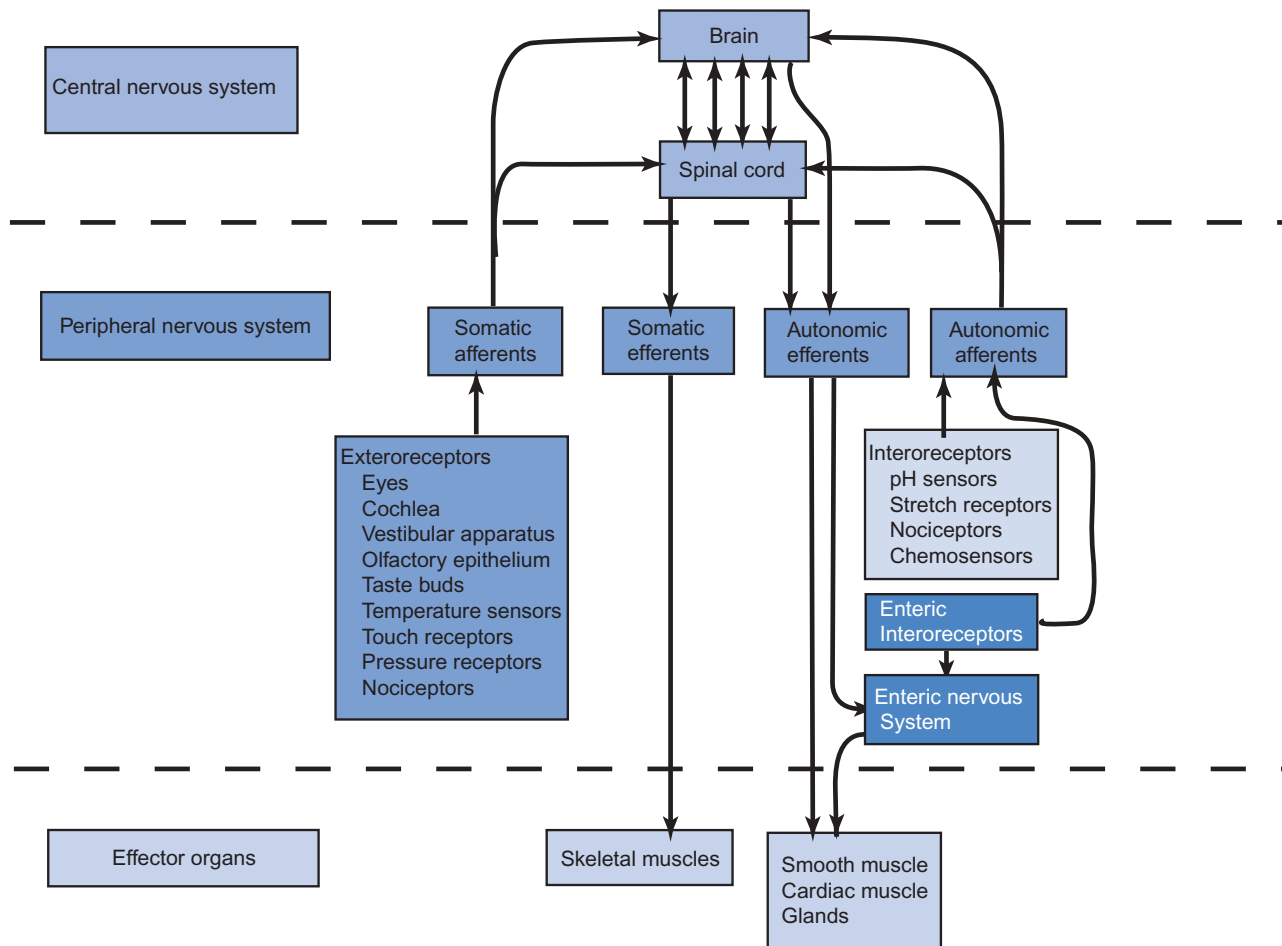 Brain
Central nervous system
Spinal cord
Peripheral nervous system
Somatic
afferents
Somatic
efferents
Autonomic
efferents
Autonomic
afferents
Exteroreceptors
Eyes
Cochlea
Vestibular apparatus
Olfactory epithelium
Taste buds
Temperature sensors
Touch receptors
Pressure receptors
Nociceptors
Interoreceptors
pH sensors
Stretch receptors
Nociceptors
Chemosensors
Enteric
Interoreceptors
Enteric nervous
System
Effector organs
Skeletal muscles
Smooth muscle
Cardiac muscle
Glands